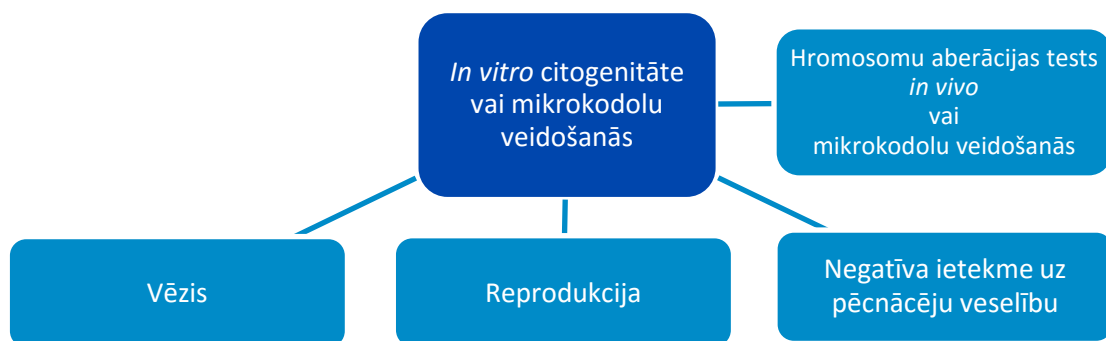 In vitro citogenitāte
vai mikrokodolu
veidošanās
Hromosomu aberācijas tests
in vivo
vai
mikrokodolu veidošanās
Vēzis
Reprodukcija
Negatīva ietekme uz
pēcnācēju veselību